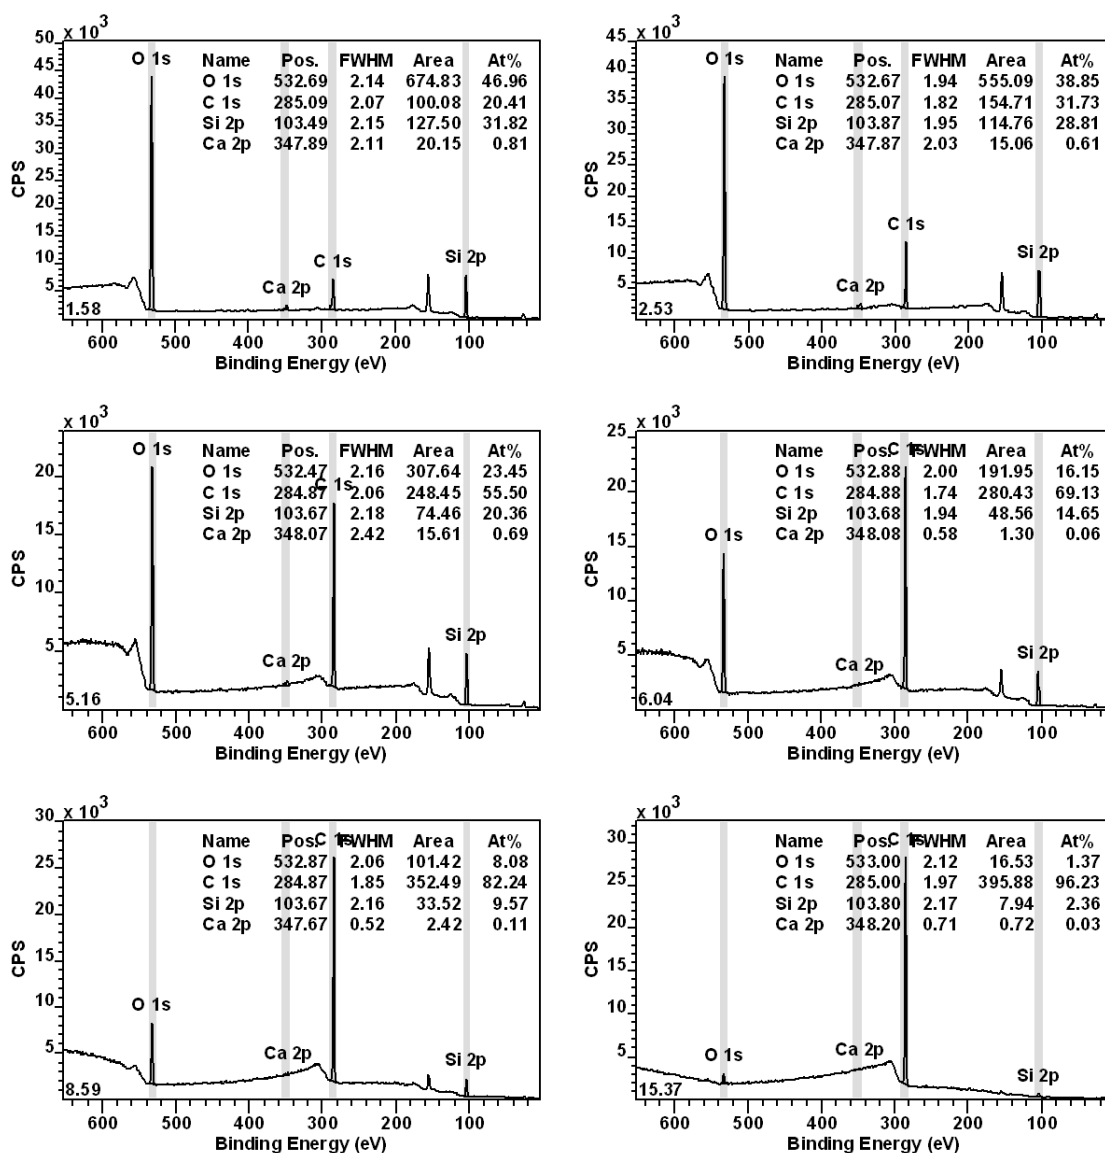 x 10³
50
45
40
35
30
25
20
15
10
5
CPS
O 1s
Name Pos. FWHM Area At%
O 1s 532.69 2.14 674.83 46.96
C 1s 285.09 2.07 100.08 20.41
Si 2p 103.49 2.15 127.50 31.82
Ca 2p 347.89 2.11 20.15 0.81
Ca 2p
C 1s
Si 2p
1.58
600 500 400 300 200 100
Binding Energy (eV)
x 10³
45
40
35
30
25
20
15
10
5
CPS
O 1s
Name Pos. FWHM Area At%
O 1s 532.67 1.94 555.09 38.85
C 1s 285.07 1.82 154.71 31.73
Si 2p 103.87 1.95 114.76 28.81
Ca 2p 347.87 2.03 15.06 0.61
Ca 2p
C 1s
Si 2p
2.53
600 500 400 300 200 100
Binding Energy (eV)
x 10³
20
15
10
5
CPS
O 1s
Name Pos. FWHM Area At%
O 1s 532.47 2.16 307.64 23.45
C 1s 284.87 2.06 248.45 55.50
Si 2p 103.67 2.18 74.46 20.36
Ca 2p 348.07 2.42 15.61 0.69
C 1s
Ca 2p
Si 2p
5.16
600 500 400 300 200 100
Binding Energy (eV)
x 10³
25
20
15
10
5
CPS
Name Pos. FWHM Area At%
C 1s
O 1s 532.88 2.00 191.95 16.15
C 1s 284.88 1.74 280.43 69.13
Si 2p 103.68 1.94 48.56 14.65
Ca 2p 348.08 0.58 1.30 0.06
O 1s
Ca 2p
Si 2p
6.04
600 500 400 300 200 100
Binding Energy (eV)
x 10³
30
25
20
15
10
5
CPS
Name Pos. FWHM Area At%
C 1s
O 1s 532.87 2.06 101.42 8.08
C 1s 284.87 1.85 352.49 82.24
Si 2p 103.67 2.16 33.52 9.57
Ca 2p 347.67 0.52 2.42 0.11
O 1s
Ca 2p
Si 2p
8.59
600 500 400 300 200 100
Binding Energy (eV)
x 10³
30
25
20
15
10
5
CPS
Name Pos. FWHM Area At%
C 1s
O 1s 533.00 2.12 16.53 1.37
C 1s 285.00 1.97 395.88 96.23
Si 2p 103.80 2.17 7.94 2.36
Ca 2p 348.20 0.71 0.72 0.03
O 1s
Ca 2p
Si 2p
15.37
600 500 400 300 200 100
Binding Energy (eV)